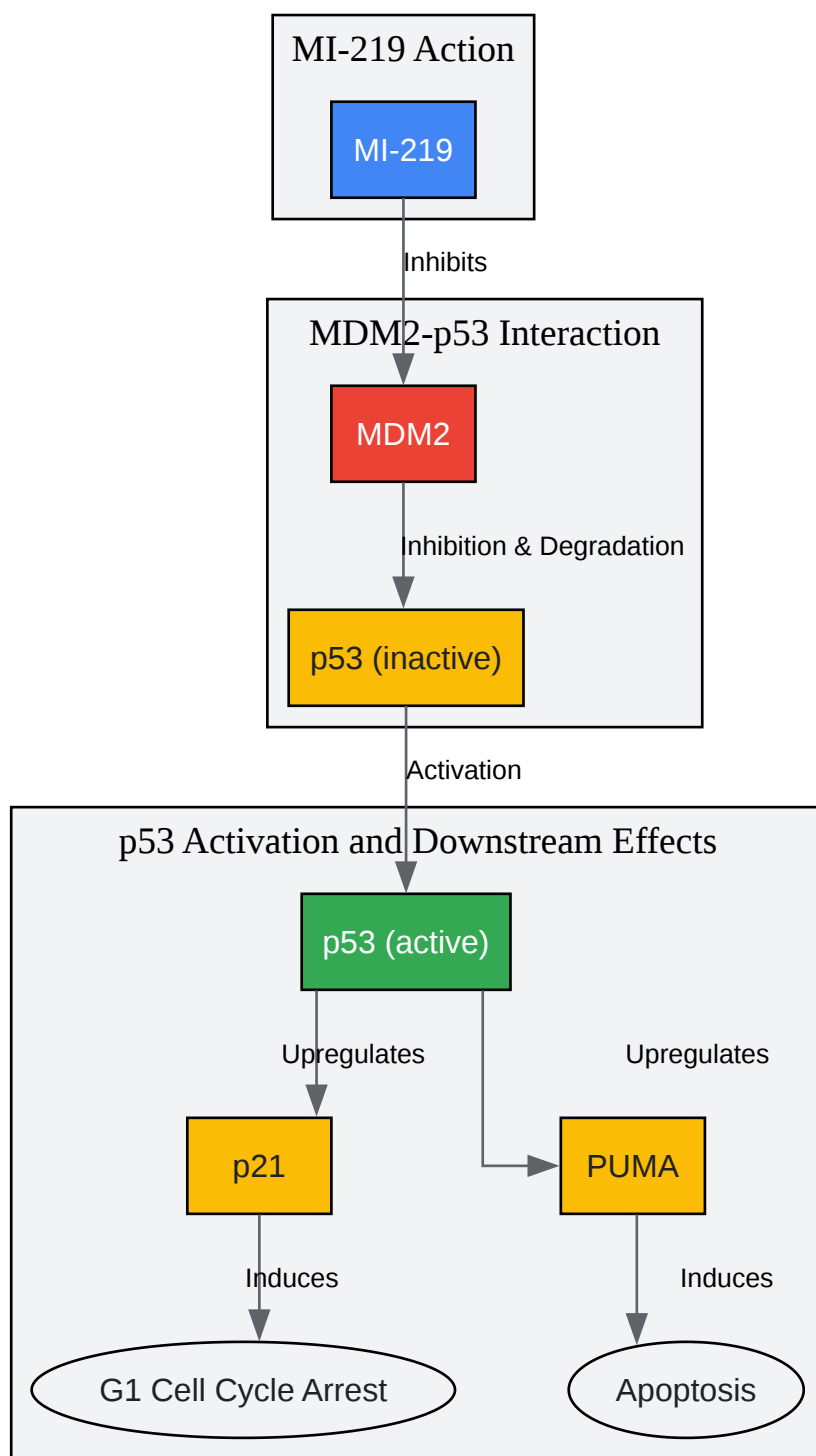 MI-219 Action
MI-219
Inhibits
MDM2-p53 Interaction
MDM2
Inhibition & Degradation
p53 (inactive)
Activation
p53 Activation and Downstream Effects
p53 (active)
Upregulates
Upregulates
p21
PUMA
Induces
Induces
G1 Cell Cycle Arrest
Apoptosis